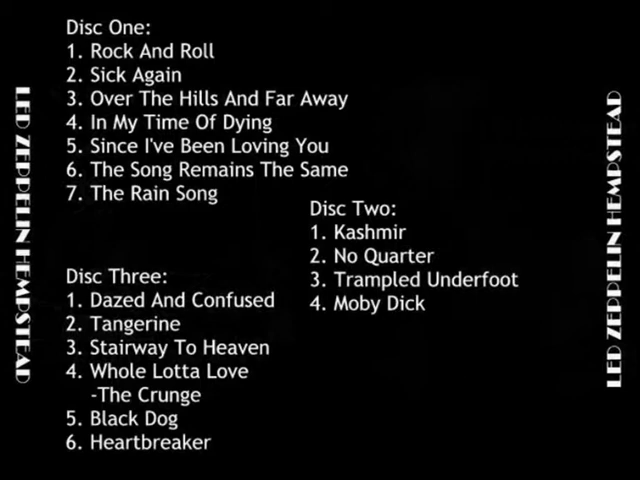 Disc One:
1. Rock And Roll
2. Sick Again
3. Over The Hills And Far Away
4. In My Time Of Dying
5. Since I've Been Loving You
6. The Song Remains The Same
7. The Rain Song
Disc Two:
1. Kashmir
2. No Quarter
3. Trampled Underfoot
4. Moby Dick
Disc Three:
1. Dazed And Confused
2. Tangerine
3. Stairway To Heaven
4. Whole Lotta Love
-The Crunge
5. Black Dog
6. Heartbreaker
LED ZEPPELIN HEMPSTEAD
LED ZEPPELIN HEMPSTEAD